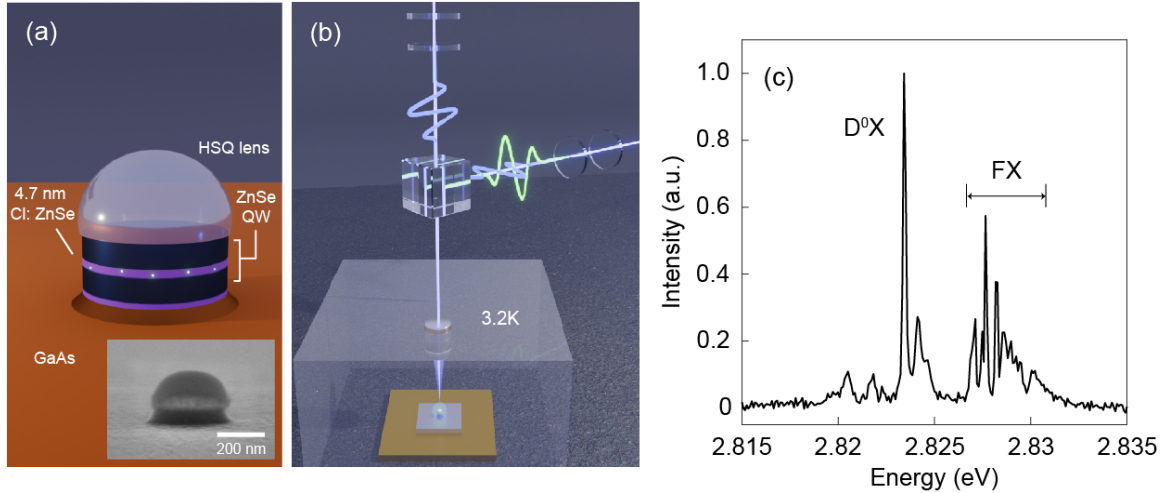 (a)
HSQ lens
4.7 nm
Cl: ZnSe
ZnSe
QW
GaAs
200 nm
(b)
3.2K
(c)
D⁰X
FX
Intensity (a.u.)
1.0
0.8
0.6
0.4
0.2
0
2.815
2.82
2.825
2.83
2.835
Energy (eV)